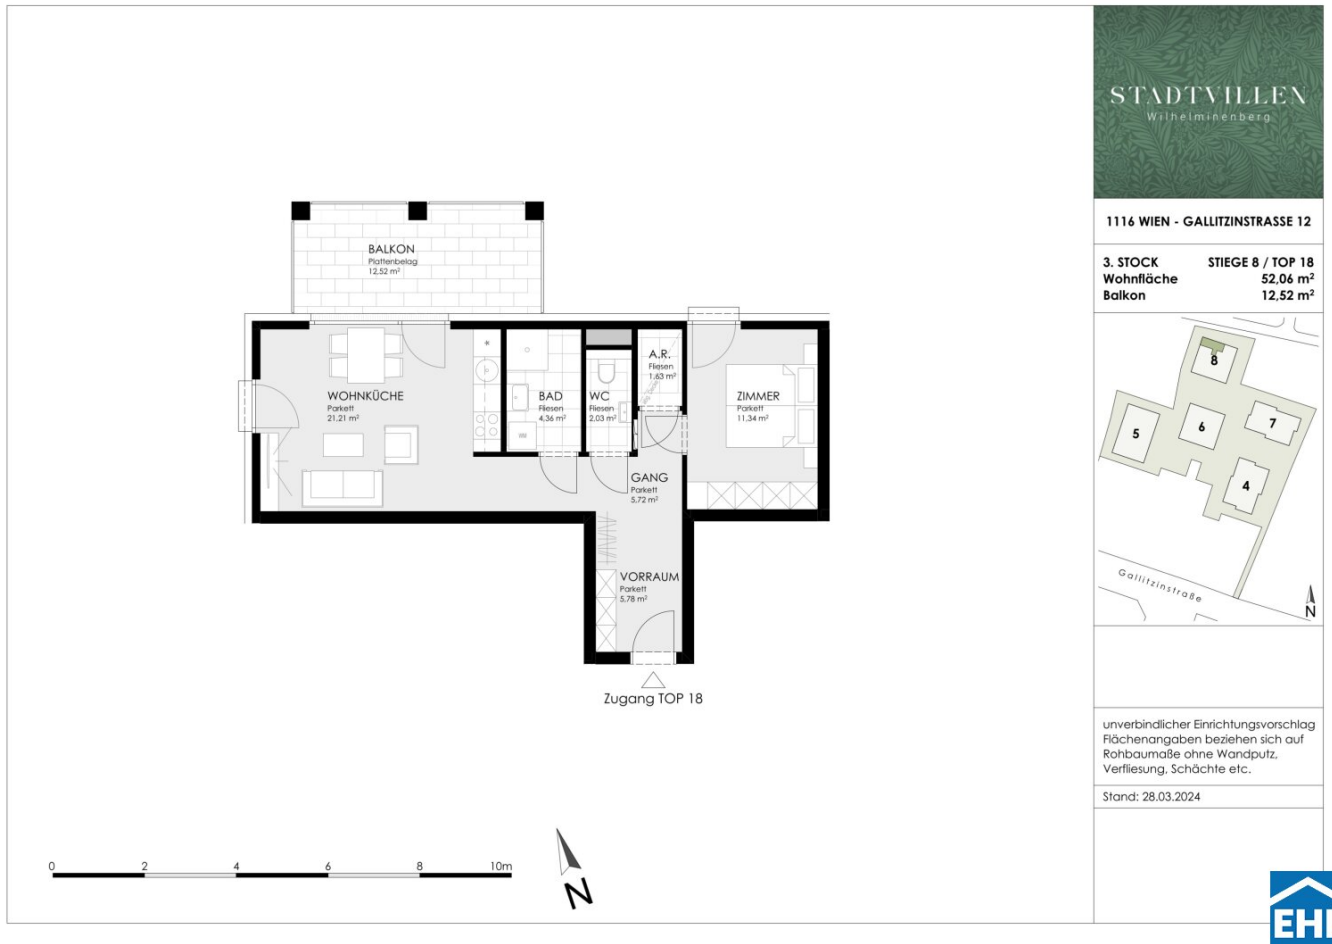 STADTVILLEN
Wilhelminenberg
1116 WIEN - GALLITZINSTRASSE 12
3. STOCK STIEGE 8 / TOP 18
Wohnfläche 52,06 m²
Balkon 12,52 m²
8
5
6
7
4
Gallitzinstraße
N
unverbindlicher Einrichtungsvorschlag
Flächenangaben beziehen sich auf
Rohbaumaße ohne Wandputz,
Verfliesung, Schächte etc.
Stand: 28.03.2024
BALKON
Plattenbelag
12,52 m²
WOHNKÜCHE
Parkett
21,21 m²
BAD
Fliesen
4,36 m²
WC
Fliesen
2,03 m²
A.R.
Fliesen
1,63 m²
ZIMMER
Parkett
11,34 m²
GANG
Parkett
5,72 m²
VORRAUM
Parkett
5,78 m²
Zugang TOP 18
0 2 4 6 8 10m
N
EHL